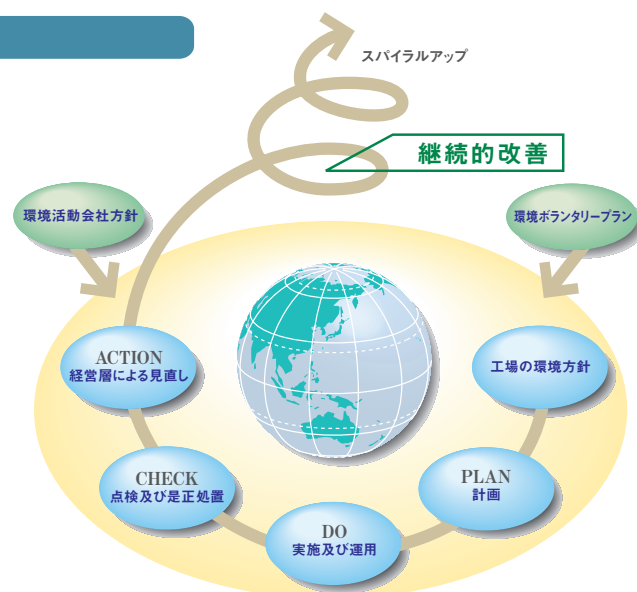 スパイラルアップ
継続的改善
環境活動会社方針
環境ボランタリープラン
ACTION
経営層による見直し
工場の環境方針
CHECK
点検及び是正処置
PLAN
計画
DO
実施及び運用